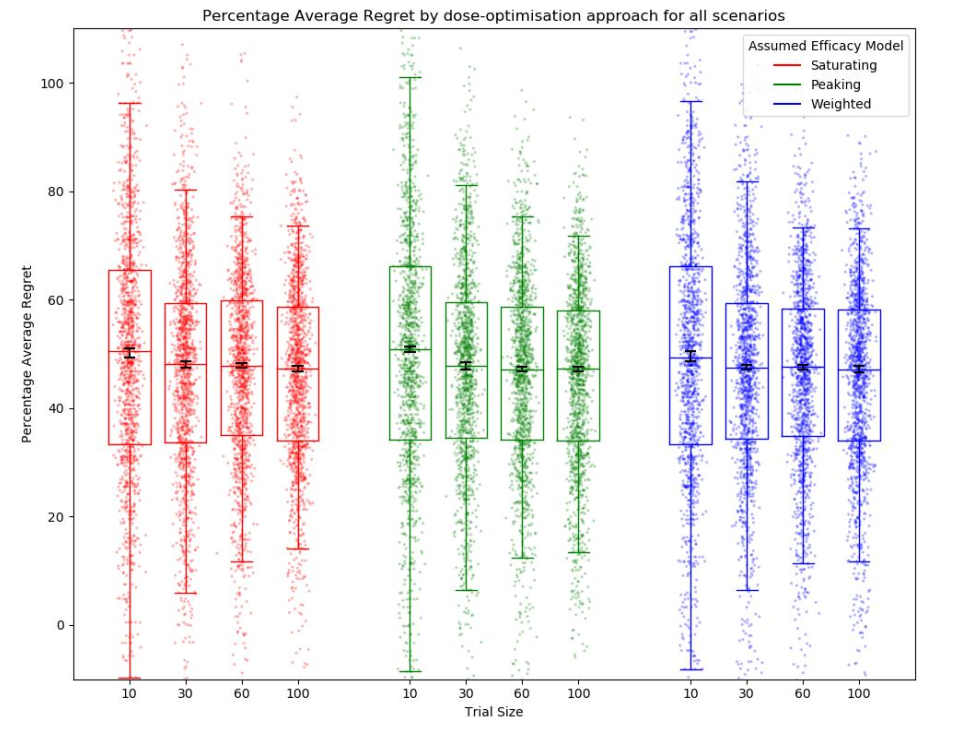 Percentage Average Regret by dose-optimisation approach for all scenarios
Assumed Efficacy Model
Saturating
Peaking
Weighted
Percentage Average Regret
100
80
60
40
20
0
10 30 60 100 10 30 60 100 10 30 60 100
Trial Size